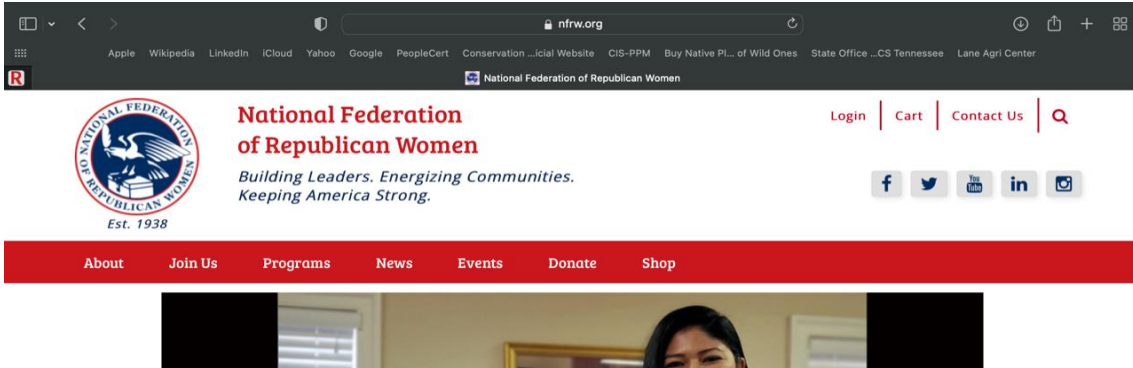 nfrw.org
Apple Wikipedia LinkedIn iCloud Yahoo Google PeopleCert Conservation ...icial Website CIS-PPM Buy Native Pl... of Wild Ones State Office ...CS Tennessee Lane Agri Center
R
National Federation of Republican Women
NATIONAL FEDERATION OF REPUBLICAN WOMEN
Est. 1938
National Federation
of Republican Women
Building Leaders. Energizing Communities.
Keeping America Strong.
Login Cart Contact Us
f You Tube in
About Join Us Programs News Events Donate Shop